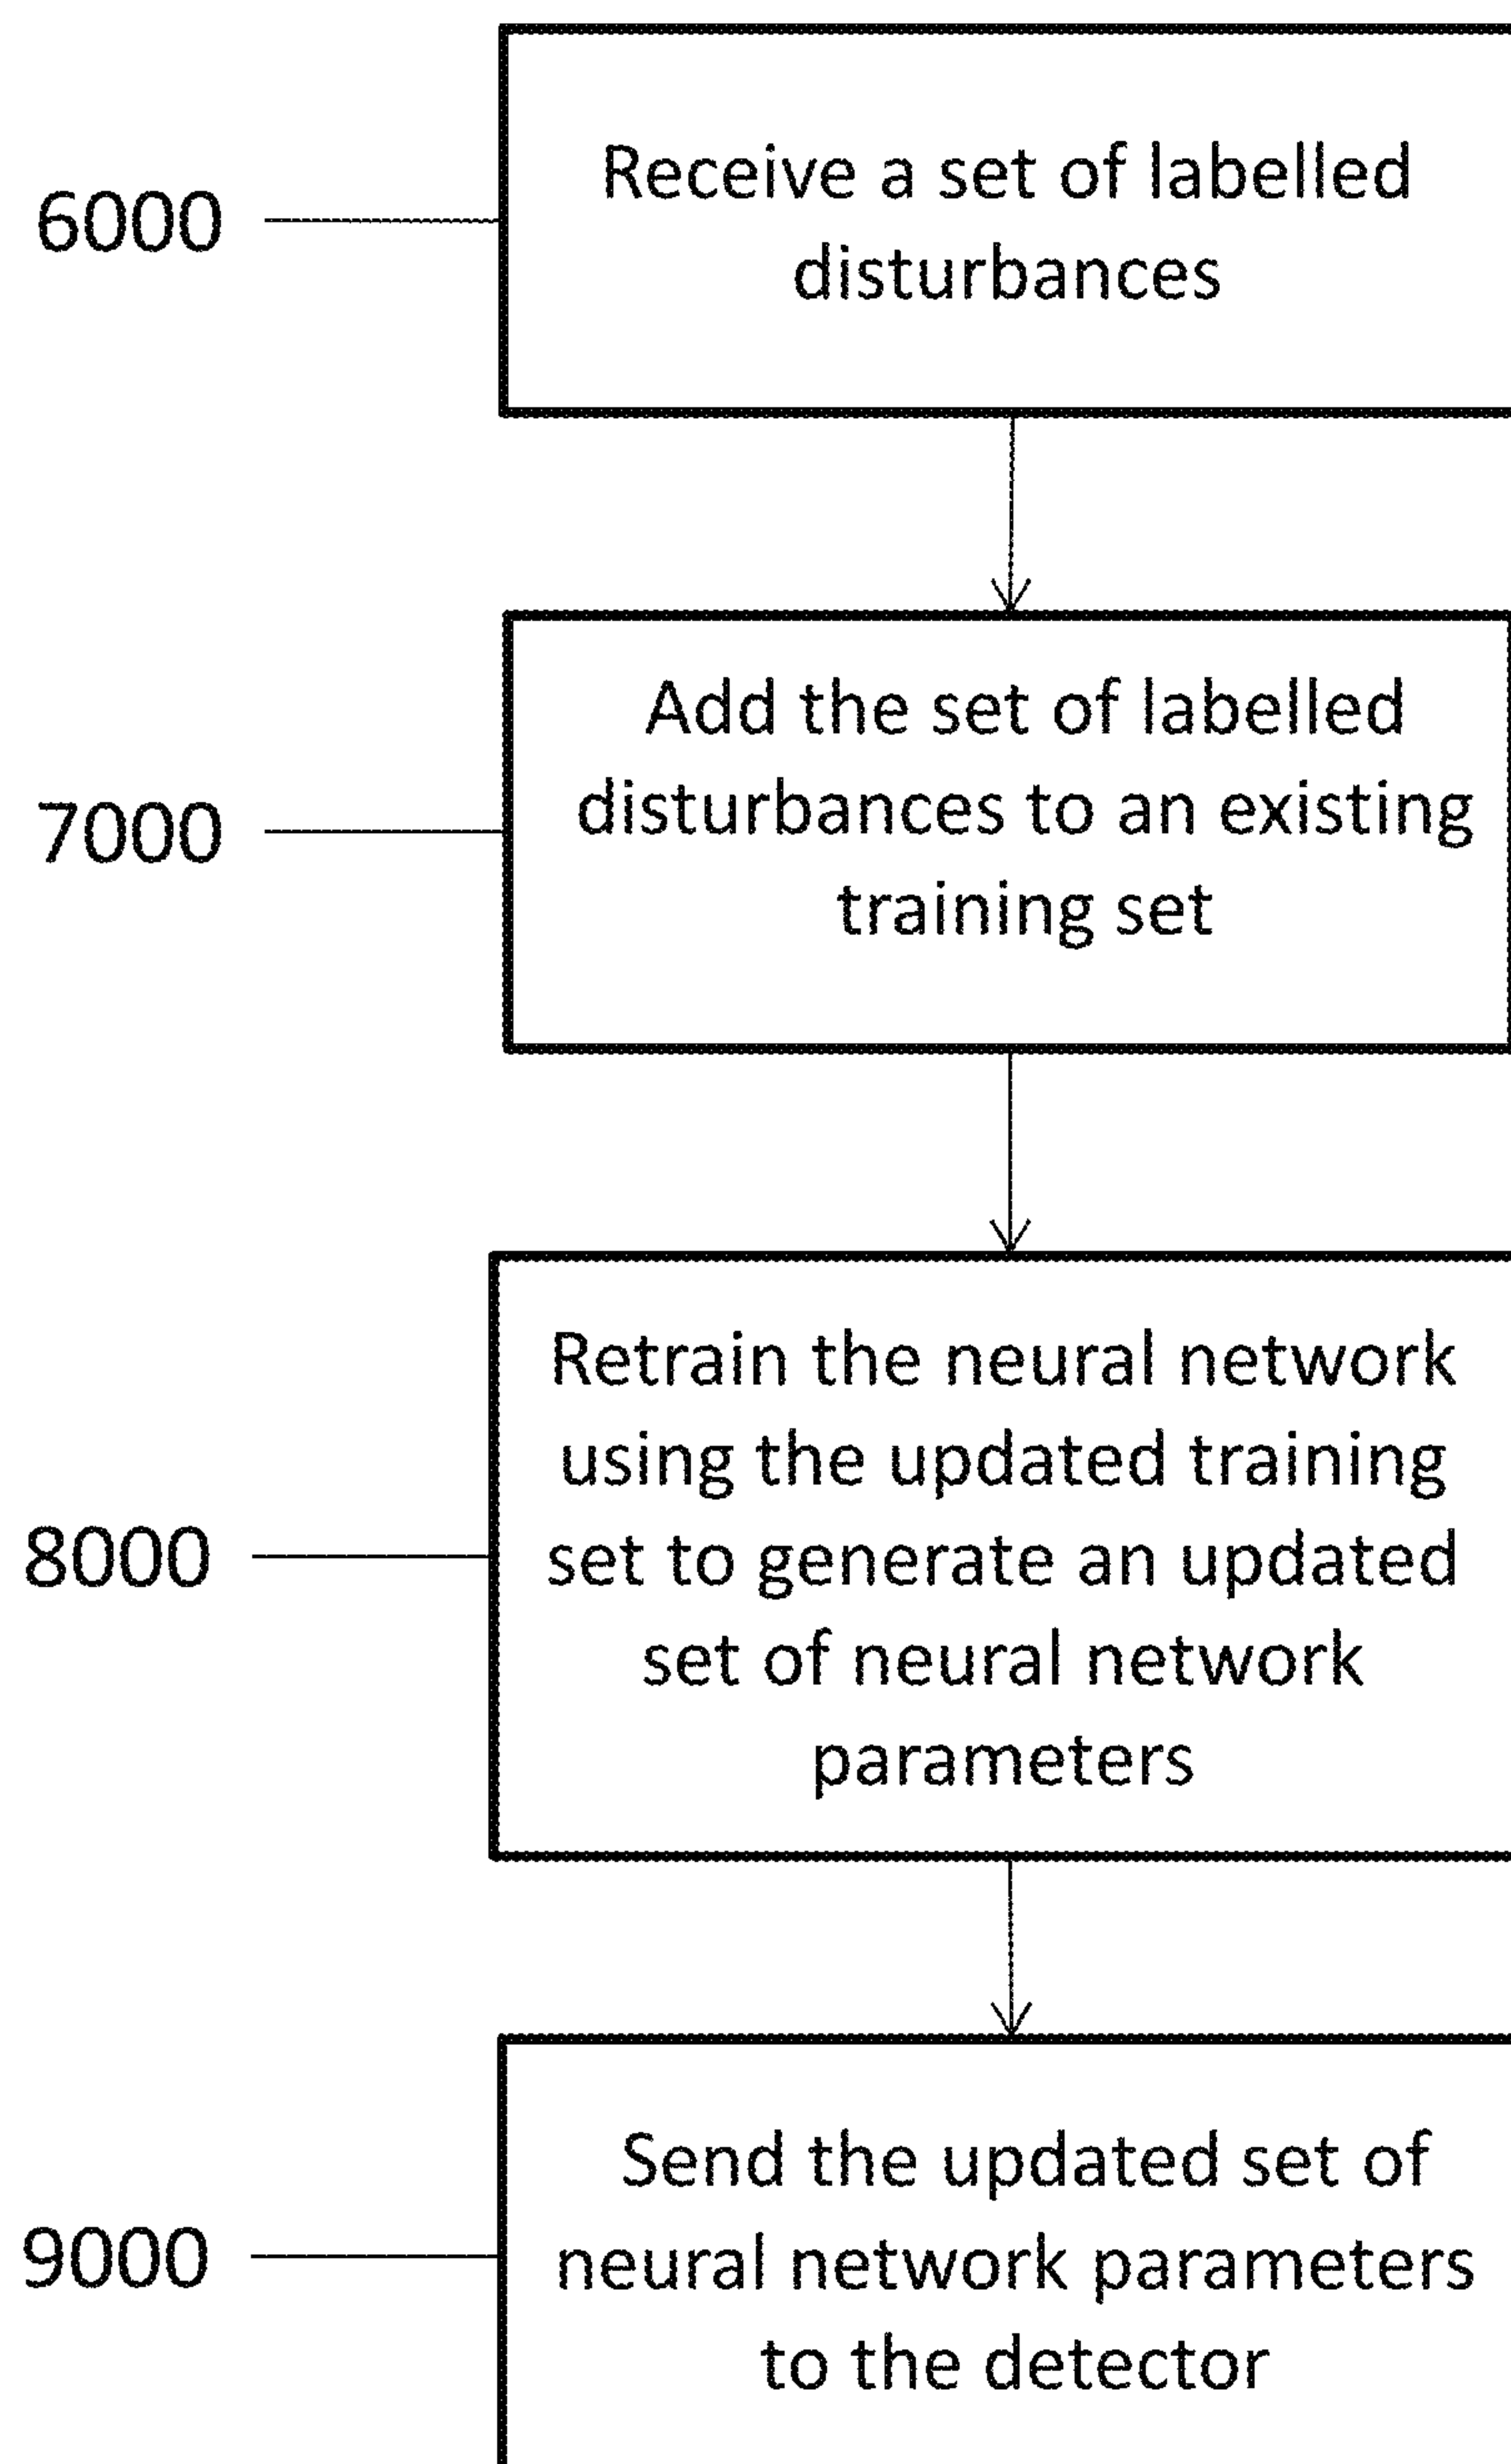 6000
Receive a set of labelled
disturbances
7000
Add the set of labelled
disturbances to an existing
training set
8000
Retrain the neural network
using the updated training
set to generate an updated
set of neural network
parameters
9000
Send the updated set of
neural network parameters
to the detector